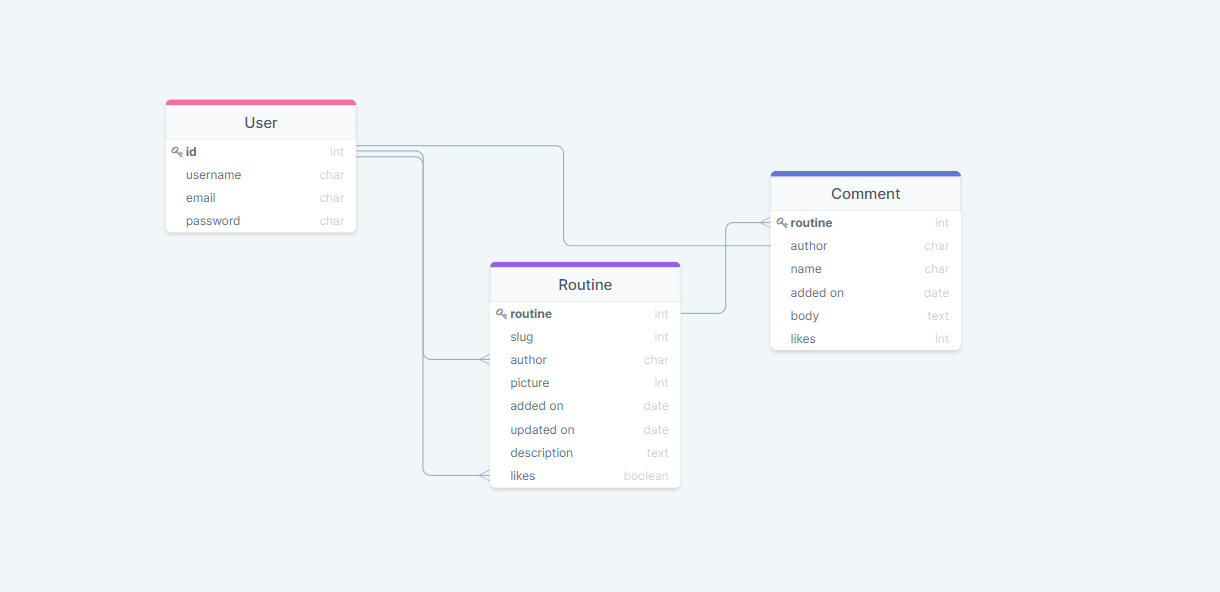 User
id int
username char
email char
password char
Comment
routine int
author char
name char
added on date
body text
likes int
Routine
routine int
slug int
author char
picture int
added on date
updated on date
description text
likes boolean